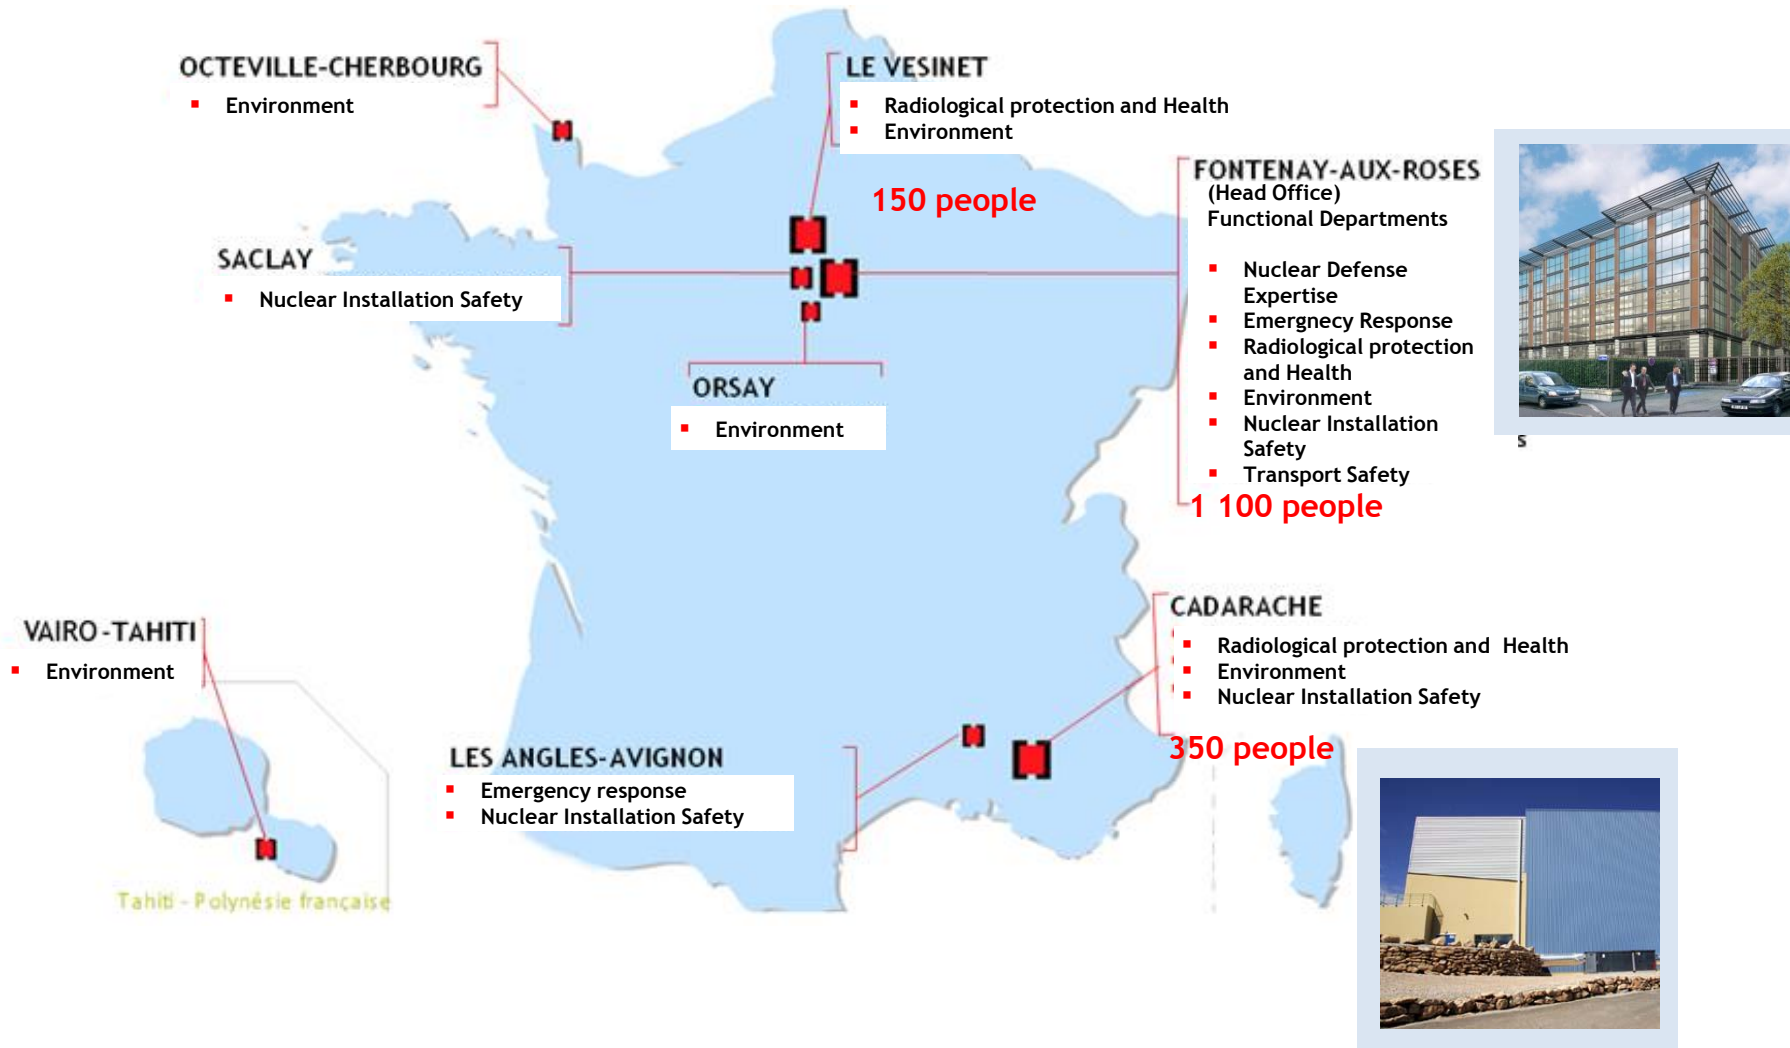 OCTEVILLE-CHERBOURG
Environment
LE VESINET
Radiological protection and Health
Environment
150 people
FONTENAY-AUX-ROSES
(Head Office)
Functional Departments
Nuclear Defense
Expertise
Emergnecy Response
Radiological protection
and Health
Environment
Nuclear Installation
Safety
Transport Safety
1 100 people
s
SACLAY
Nuclear Installation Safety
ORSAY
Environment
VAIRO-TAHITI
Environment
Tahiti - Polynésie française
LES ANGLES-AVIGNON
Emergency response
Nuclear Installation Safety
CADARACHE
Radiological protection and Health
Environment
Nuclear Installation Safety
350 people